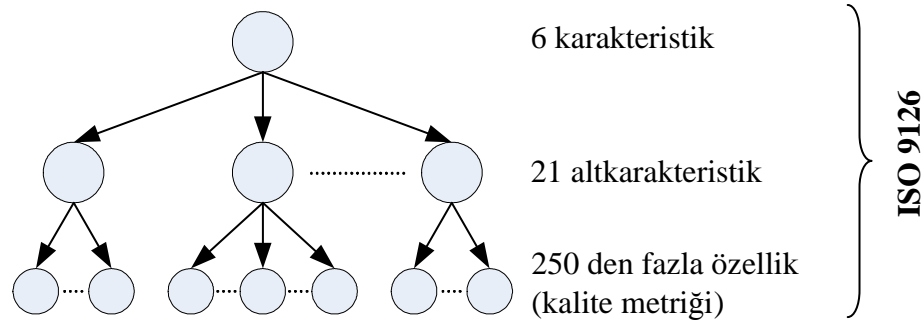 6 karakteristik
21 altkarakteristik
250 den fazla özellik
(kalite metriği)
ISO 9126